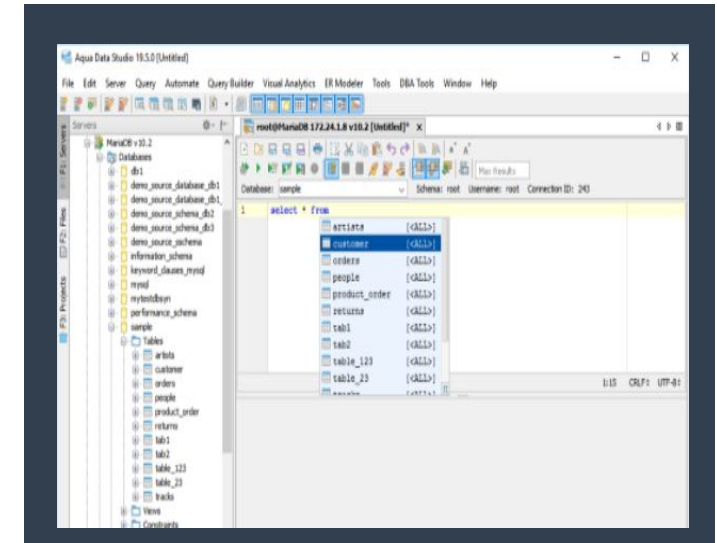 Aqua Data Studio 19.5.0 [Untitled]
File Edit Server Query Automate Query Builder Visual Analytics ER Modeler Tools DBA Tools Window Help
Servers
root@MariaDB 172.24.1.8 v10.2 [Untitled]* X
F1: Servers
F2: Files
F3: Projects
MariaDB v10.2
Databases
db1
demo_source_database_db1
demo_source_database_db1_
demo_source_schema_db2
demo_source_schema_db3
demo_source_sschema
information_schema
keyword_clauses_mysql
mysql
mytestdbsyn
performance_schema
sample
Tables
artists
customer
orders
people
product_order
returns
tab1
tab2
table_123
table_23
tracks
Views
Constraints
Max Results
Database: sample Schema: root Username: root Connection ID: 243
1 select * from
artists [<ALL>]
customer [<ALL>]
orders [<ALL>]
people [<ALL>]
product_order [<ALL>]
returns [<ALL>]
tab1 [<ALL>]
tab2 [<ALL>]
table_123 [<ALL>]
table_23 [<ALL>]
1:15 CRLF UTF-8